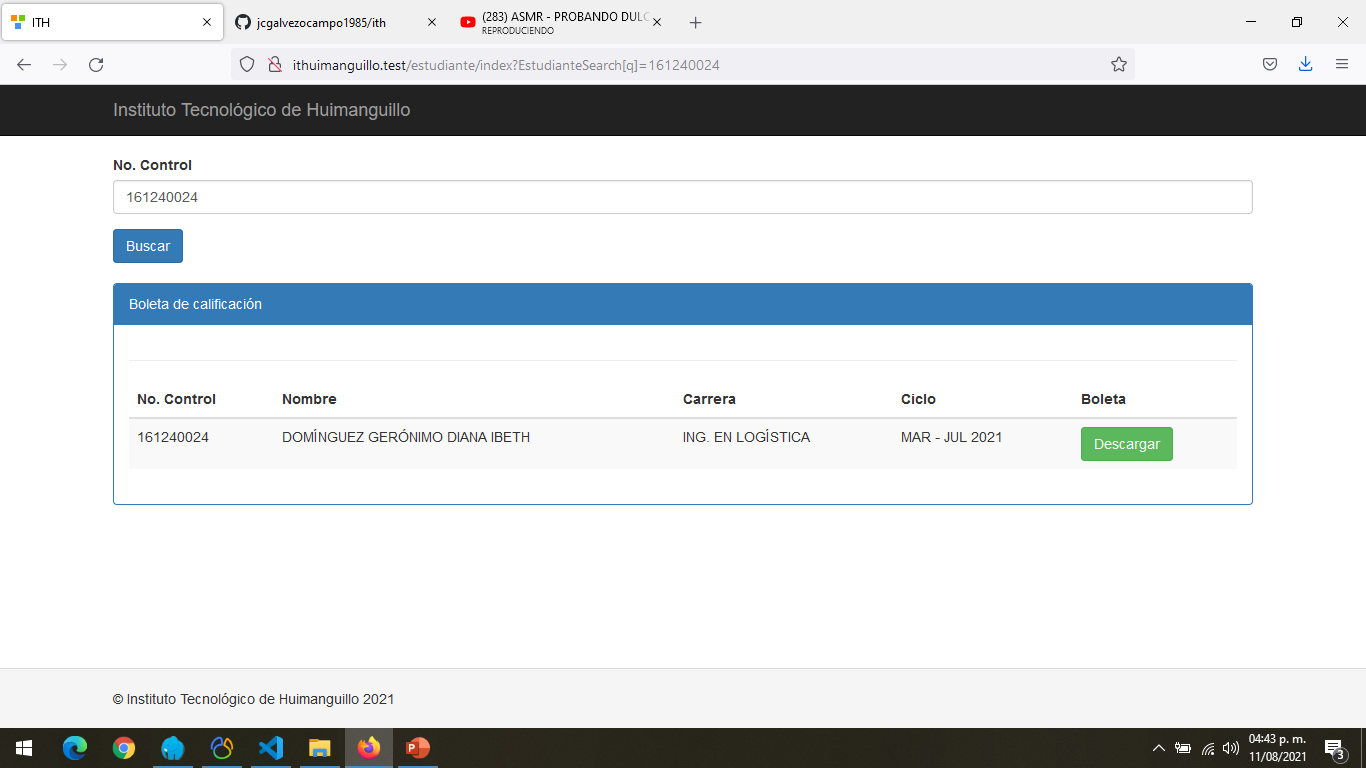 ITH
jcgalvezocampo1985/ith
(283) ASMR - PROBANDO DULC
REPRODUCIENDO
ithuimanguillo.test/estudiante/index?EstudianteSearch[q]=161240024
Instituto Tecnológico de Huimanguillo
No. Control
161240024
Buscar
Boleta de calificación
No. Control Nombre Carrera Ciclo Boleta
161240024 DOMÍNGUEZ GERÓNIMO DIANA IBETH ING. EN LOGÍSTICA MAR - JUL 2021 Descargar
© Instituto Tecnológico de Huimanguillo 2021
04:43 p. m.
11/08/2021
3